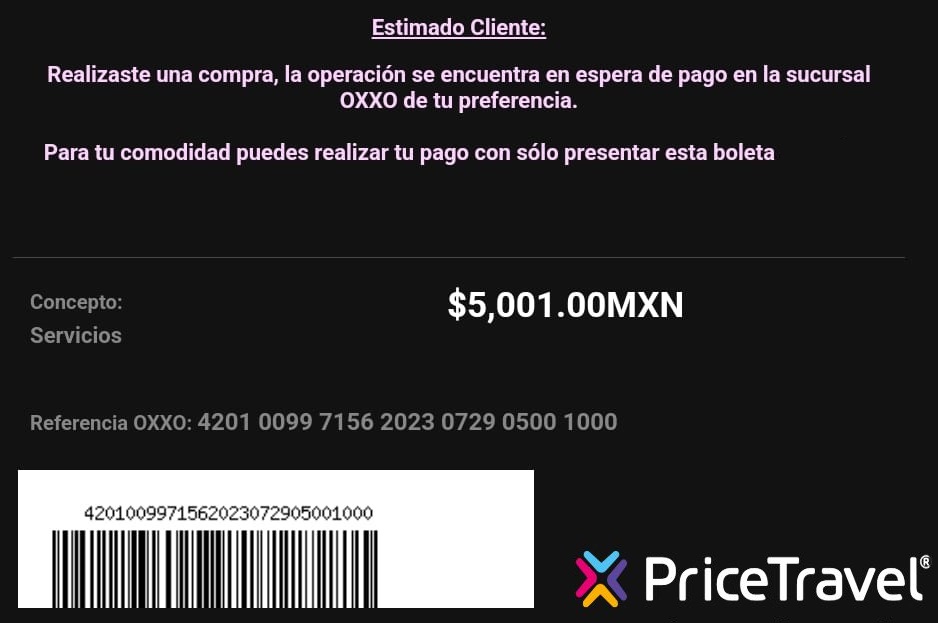 Estimado Cliente:
Realizaste una compra, la operación se encuentra en espera de pago en la sucursal
OXXO de tu preferencia.
Para tu comodidad puedes realizar tu pago con sólo presentar esta boleta
Concepto:
$5,001.00MXN
Servicios
Referencia OXXO: 4201 0099 7156 2023 0729 0500 1000
4201009971562023072905001000
PriceTravel®